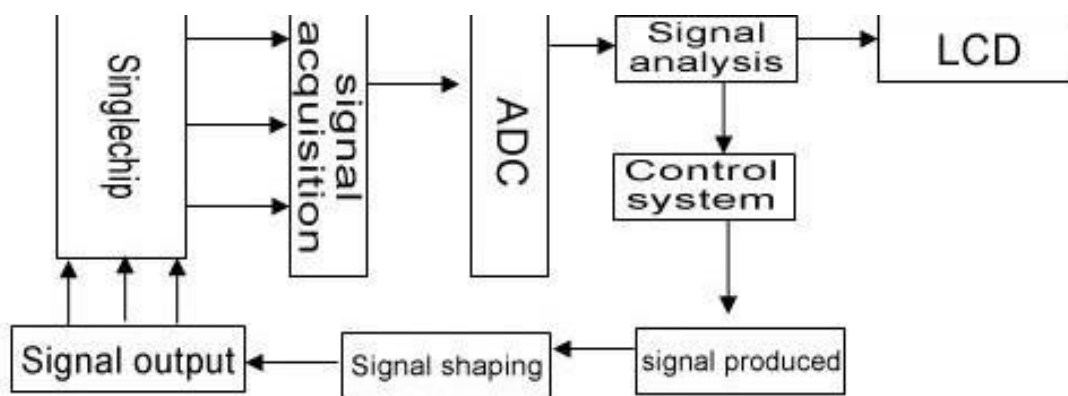 Singlechip
signal
acquisition
ADC
Signal
analysis
LCD
Control
system
Signal output
Signal shaping
signal produced